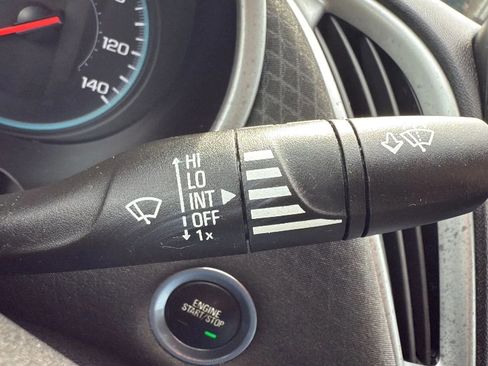 120
140
HI
LO
INT
OFF
1x
ENGINE
START/STOP